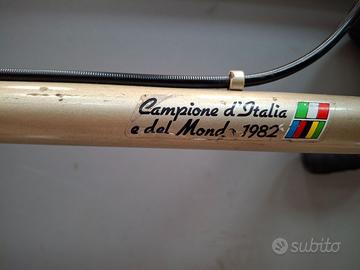 Campione d'Italia
e del Mond 1982
subito